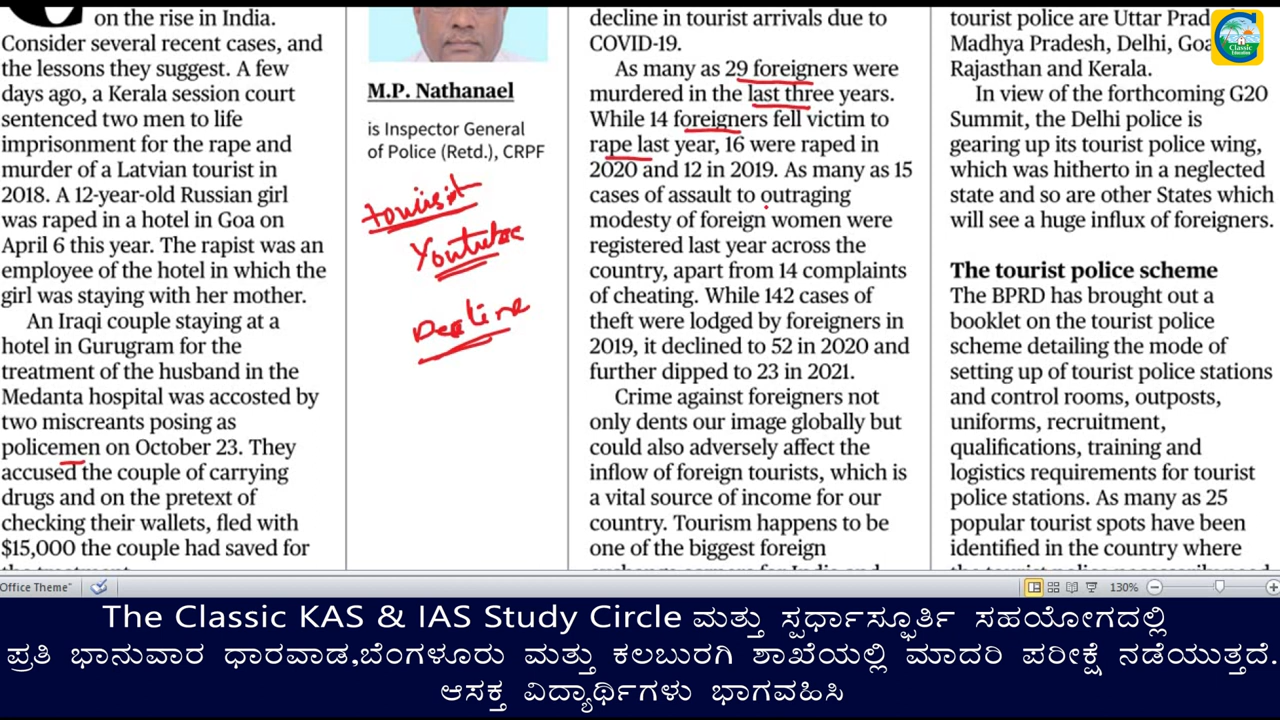 on the rise in India.
Consider several recent cases, and
the lessons they suggest. A few
days ago, a Kerala session court
sentenced two men to life
imprisonment for the rape and
murder of a Latvian tourist in
2018. A 12-year-old Russian girl
was raped in a hotel in Goa on
April 6 this year. The rapist was an
employee of the hotel in which the
girl was staying with her mother.
An Iraqi couple staying at a
hotel in Gurugram for the
treatment of the husband in the
Medanta hospital was accosted by
two miscreants posing as
policemen on October 23. They
accused the couple of carrying
drugs and on the pretext of
checking their wallets, fled with
$15,000 the couple had saved for
M.P. Nathanael
is Inspector General
of Police (Retd.), CRPF
tourist
Youtube
Decline
decline in tourist arrivals due to
COVID-19.
As many as 29 foreigners were
murdered in the last three years.
While 14 foreigners fell victim to
rape last year, 16 were raped in
2020 and 12 in 2019. As many as 15
cases of assault to outraging
modesty of foreign women were
registered last year across the
country, apart from 14 complaints
of cheating. While 142 cases of
theft were lodged by foreigners in
2019, it declined to 52 in 2020 and
further dipped to 23 in 2021.
Crime against foreigners not
only dents our image globally but
could also adversely affect the
inflow of foreign tourists, which is
a vital source of income for our
country. Tourism happens to be
one of the biggest foreign
tourist police are Uttar Prad
Madhya Pradesh, Delhi, Goa
Rajasthan and Kerala.
In view of the forthcoming G20
Summit, the Delhi police is
gearing up its tourist police wing,
which was hitherto in a neglected
state and so are other States which
will see a huge influx of foreigners.
The tourist police scheme
The BPRD has brought out a
booklet on the tourist police
scheme detailing the mode of
setting up of tourist police stations
and control rooms, outposts,
uniforms, recruitment,
qualifications, training and
logistics requirements for tourist
police stations. As many as 25
popular tourist spots have been
identified in the country where
Classic
Education
Office Theme"
130%
The Classic KAS & IAS Study Circle ಮತ್ತು ಸ್ಪರ್ಧಾಸ್ಫೂರ್ತಿ ಸಹಯೋಗದಲ್ಲಿ
ಪ್ರತಿ ಭಾನುವಾರ ಧಾರವಾಡ,ಬೆಂಗಳೂರು ಮತ್ತು ಕಲಬುರಗಿ ಶಾಖೆಯಲ್ಲಿ ಮಾದರಿ ಪರೀಕ್ಷೆ ನಡೆಯುತ್ತದೆ.
ಆಸಕ್ತ ವಿದ್ಯಾರ್ಥಿಗಳು ಭಾಗವಹಿಸಿ